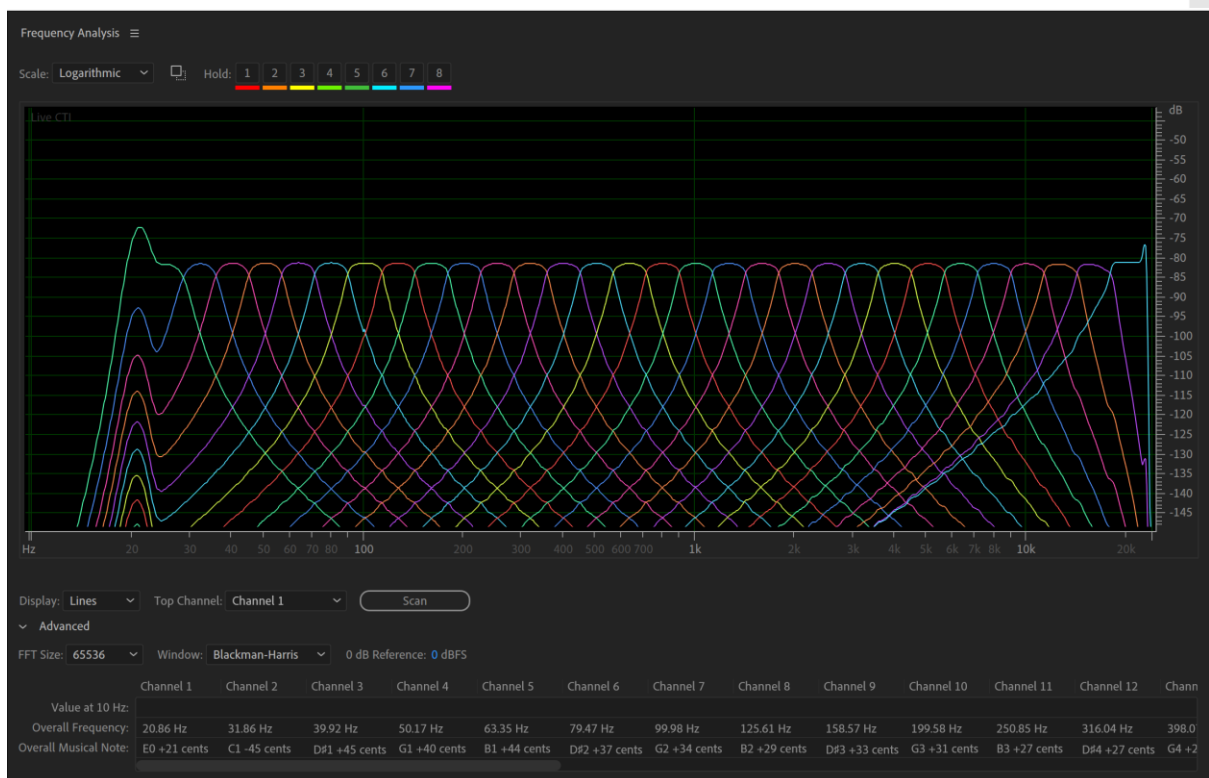 Frequency Analysis ≡
Scale: Logarithmic Hold: 1 2 3 4 5 6 7 8
Live CTI
dB
-50
-55
-60
-65
-70
-75
-80
-85
-90
-95
-100
-105
-110
-115
-120
-125
-130
-135
-140
-145
Hz 20 30 40 50 60 70 80 100 200 300 400 500 600 700 1k 2k 3k 4k 5k 6k 7k 8k 10k 20k
Display: Lines Top Channel: Channel 1 Scan
Advanced
FFT Size: 65536 Window: Blackman-Harris 0 dB Reference: 0 dBFS
Channel 1 Channel 2 Channel 3 Channel 4 Channel 5 Channel 6 Channel 7 Channel 8 Channel 9 Channel 10 Channel 11 Channel 12 Chann
Value at 10 Hz:
Overall Frequency: 20.86 Hz 31.86 Hz 39.92 Hz 50.17 Hz 63.35 Hz 79.47 Hz 99.98 Hz 125.61 Hz 158.57 Hz 199.58 Hz 250.85 Hz 316.04 Hz 398.0
Overall Musical Note: E0 +21 cents C1 -45 cents D♯1 +45 cents G1 +40 cents B1 +44 cents D♯2 +37 cents G2 +34 cents B2 +29 cents D♯3 +33 cents G3 +31 cents B3 +27 cents D♯4 +27 cents G4 +2